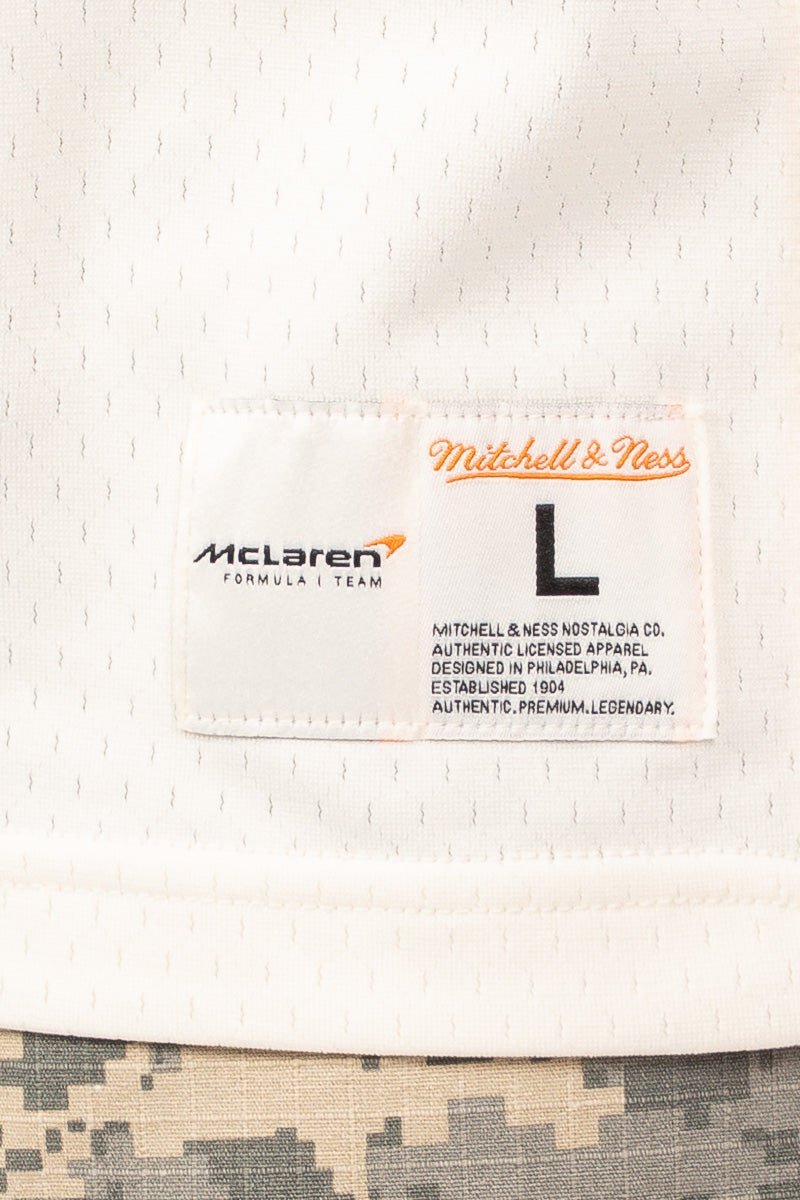 McLaren
FORMULA 1 TEAM
Mitchell & Ness
L
MITCHELL & NESS NOSTALGIA CO.
AUTHENTIC LICENSED APPAREL
DESIGNED IN PHILADELPHIA, PA.
ESTABLISHED 1904
AUTHENTIC.PREMIUM.LEGENDARY.